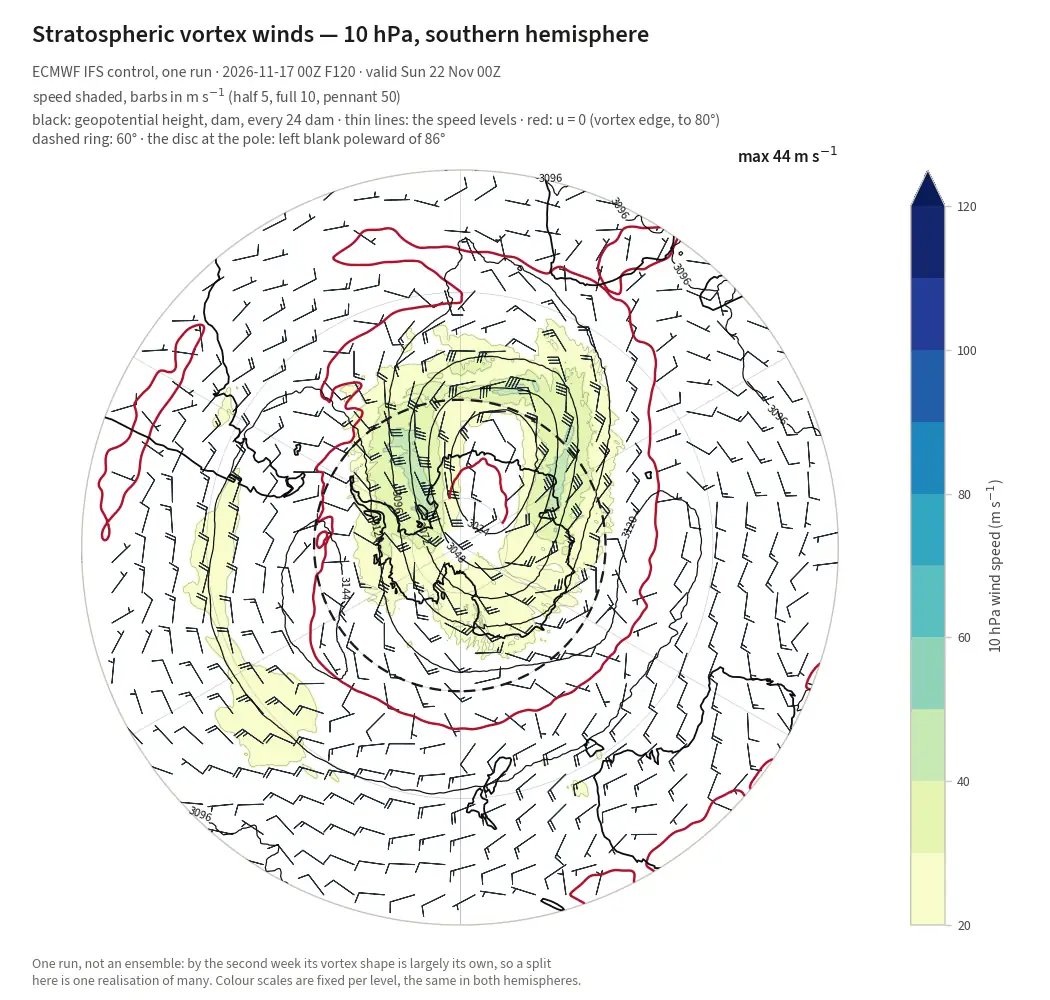 Stratospheric vortex winds — 10 hPa, southern hemisphere
ECMWF IFS control, one run · 2026-11-17 00Z F120 · valid Sun 22 Nov 00Z
speed shaded, barbs in m s⁻¹ (half 5, full 10, pennant 50)
black: geopotential height, dam, every 24 dam · thin lines: the speed levels · red: u = 0 (vortex edge, to 80°)
dashed ring: 60° · the disc at the pole: left blank poleward of 86°
max 44 m s⁻¹
3096
3096
3096
3096
3096
3120
3024
3048
3072
3144
3096
120
100
80
60
40
20
10 hPa wind speed (m s⁻¹)
One run, not an ensemble: by the second week its vortex shape is largely its own, so a split
here is one realisation of many. Colour scales are fixed per level, the same in both hemispheres.